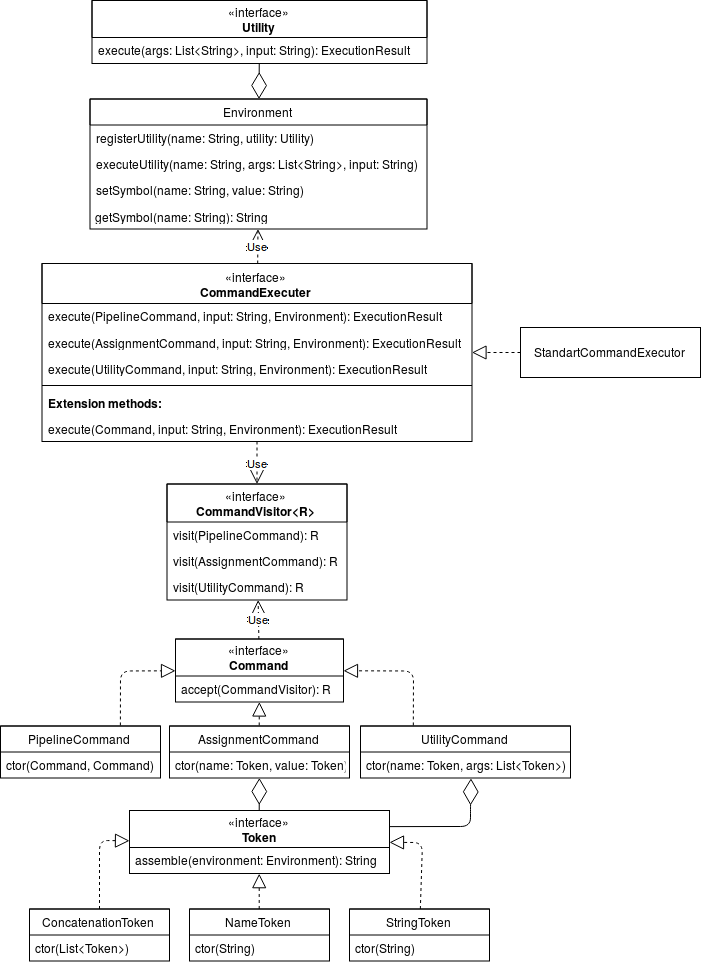 «interface»
Utility
execute(args: List<String>, input: String): ExecutionResult
Environment
registerUtility(name: String, utility: Utility)
executeUtility(name: String, args: List<String>, input: String)
setSymbol(name: String, value: String)
getSymbol(name: String): String
:Use
«interface»
CommandExecuter
execute(PipelineCommand, input: String, Environment): ExecutionResult
execute(AssignmentCommand, input: String, Environment): ExecutionResult
execute(UtilityCommand, input: String, Environment): ExecutionResult
StandartCommandExecutor
Extension methods:
execute(Command, input: String, Environment): ExecutionResult
:Use
«interface»
CommandVisitor<R>
visit(PipelineCommand): R
visit(AssignmentCommand): R
visit(UtilityCommand): R
:Use
«interface»
Command
accept(CommandVisitor): R
PipelineCommand
ctor(Command, Command)
AssignmentCommand
ctor(name: Token, value: Token)
UtilityCommand
ctor(name: Token, args: List<Token>)
«interface»
Token
assemble(environment: Environment): String
ConcatenationToken
ctor(List<Token>)
NameToken
ctor(String)
StringToken
ctor(String)